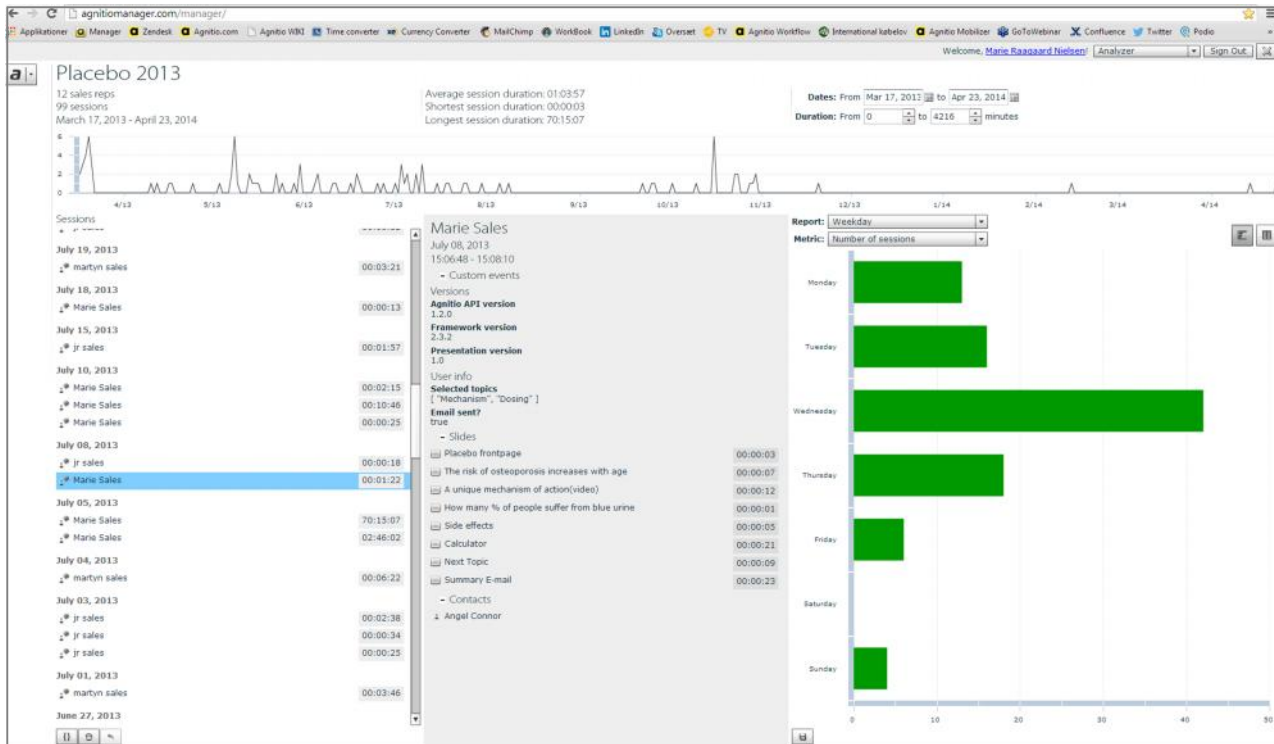 agnitiomanager.com/manager/
Applikationer Manager Zendesk Agnitio.com Agnitio WIKI Time converter Currency Converter MailChimp WorkBook LinkedIn Oversæt TV Agnitio Workflow International købelov Agnitio Mobilizer GoToWebinar Confluence Twitter Podio »
Welcome, Marie Raagaard Nielsen! Analyzer Sign Out
a
Placebo 2013
12 sales reps
99 sessions
March 17, 2013 - April 23, 2014
Average session duration: 01:03:57
Shortest session duration: 00:00:03
Longest session duration: 70:15:07
Dates: From Mar 17, 2013 to Apr 23, 2014
Duration: From 0 to 4216 minutes
6
4
2
0
4/13 5/13 6/13 7/13 8/13 9/13 10/13 11/13 12/13 1/14 2/14 3/14 4/14
Sessions
jr sales
July 19, 2013
martyn sales 00:03:21
July 18, 2013
Marie Sales 00:00:13
July 15, 2013
jr sales 00:01:57
July 10, 2013
Marie Sales 00:02:15
Marie Sales 00:10:46
Marie Sales 00:00:25
July 08, 2013
jr sales 00:00:18
Marie Sales 00:01:22
July 05, 2013
Marie Sales 70:15:07
Marie Sales 02:46:02
July 04, 2013
martyn sales 00:06:22
July 03, 2013
jr sales 00:02:38
jr sales 00:00:34
jr sales 00:00:25
July 01, 2013
martyn sales 00:03:46
June 27, 2013
Marie Sales
July 08, 2013
15:06:48 - 15:08:10
- Custom events
Versions
Agnitio API version
1.2.0
Framework version
2.3.2
Presentation version
1.0
User info
Selected topics
[ "Mechanism", "Dosing" ]
Email sent?
true
- Slides
Placebo frontpage 00:00:03
The risk of osteoporosis increases with age 00:00:07
A unique mechanism of action(video) 00:00:12
How many % of people suffer from blue urine 00:00:01
Side effects 00:00:05
Calculator 00:00:21
Next Topic 00:00:09
Summary E-mail 00:00:23
- Contacts
Angel Connor
Report: Weekday
Metric: Number of sessions
Monday
Tuesday
Wednesday
Thursday
Friday
Saturday
Sunday
0 10 20 30 40 50